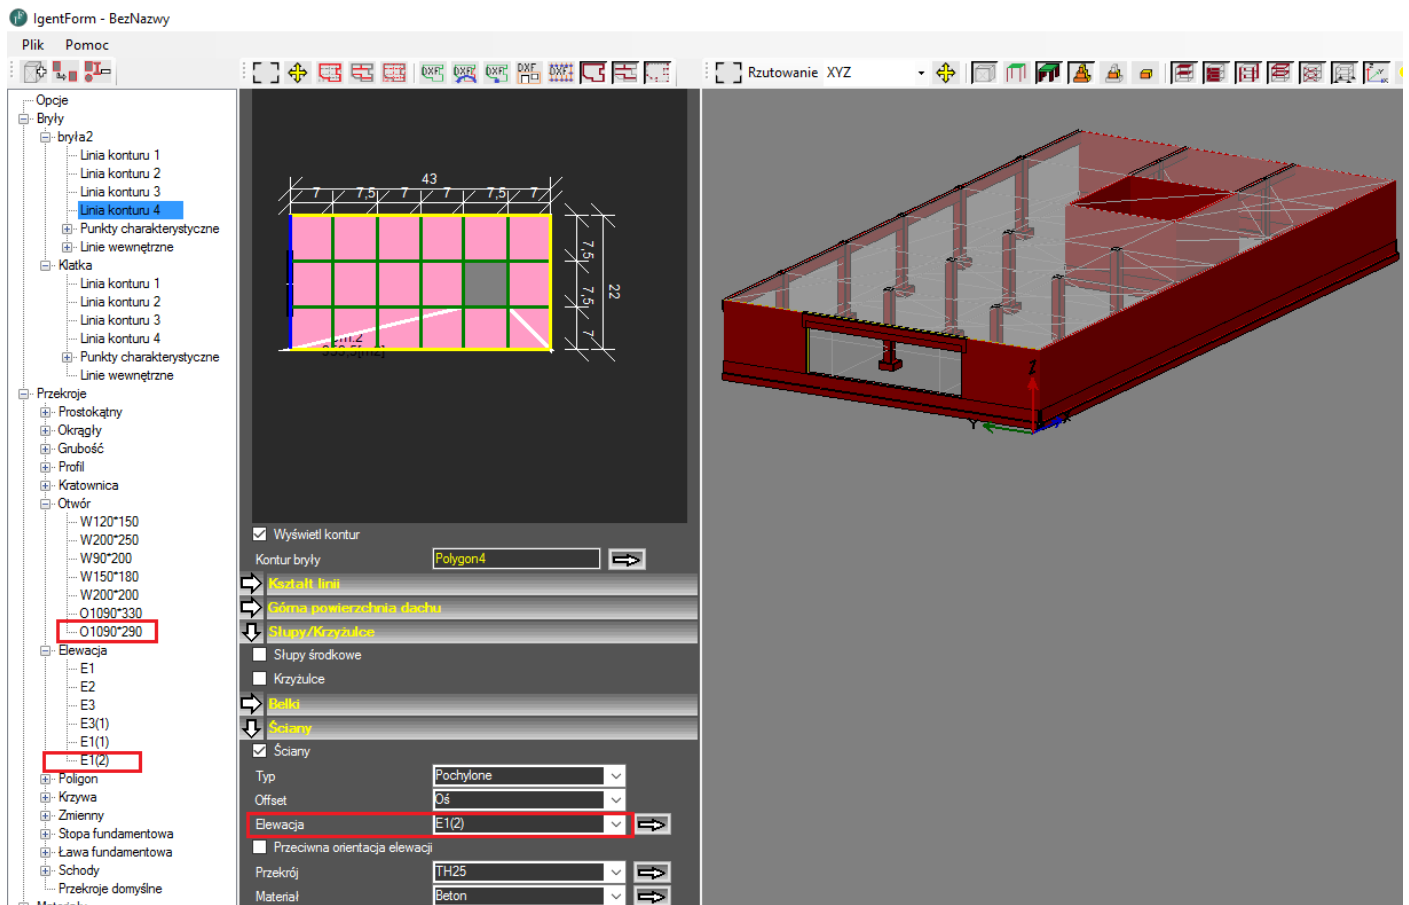 IgentForm - BezNazwy
Plik Pomoc
DXF DXF DXF DXF DXF Rzutowanie XYZ
Opcje
Bryły
bryła2
Linia konturu 1
Linia konturu 2
Linia konturu 3
Linia konturu 4
Punkty charakterystyczne
Linie wewnętrzne
Klatka
Linia konturu 1
Linia konturu 2
Linia konturu 3
Linia konturu 4
Punkty charakterystyczne
Linie wewnętrzne
Przekroje
Prostokątny
Okrągły
Grubość
Profil
Kratownica
Otwór
W120*150
W200*250
W90*200
W150*180
W200*200
O1090*330
O1090*290
Elewacja
E1
E2
E3
E3(1)
E1(1)
E1(2)
Poligon
Krzywa
Zmienny
Stopa fundamentowa
Ława fundamentowa
Schody
Przekroje domyślne
Materiały
43
7 7,5 7 7 7,5 7
7,5
7,5
7
22
Wyświetl kontur
Kontur bryły Polygon4
Kształt linii
Górna powierzchnia dachu
Słupy/Krzyżulce
Słupy środkowe
Krzyżulce
Belki
Ściany
Ściany
Typ Pochylone
Offset Oś
Elewacja E1(2)
Przeciwna orientacja elewacji
Przekrój TH25
Materiał Beton
Z
Y X